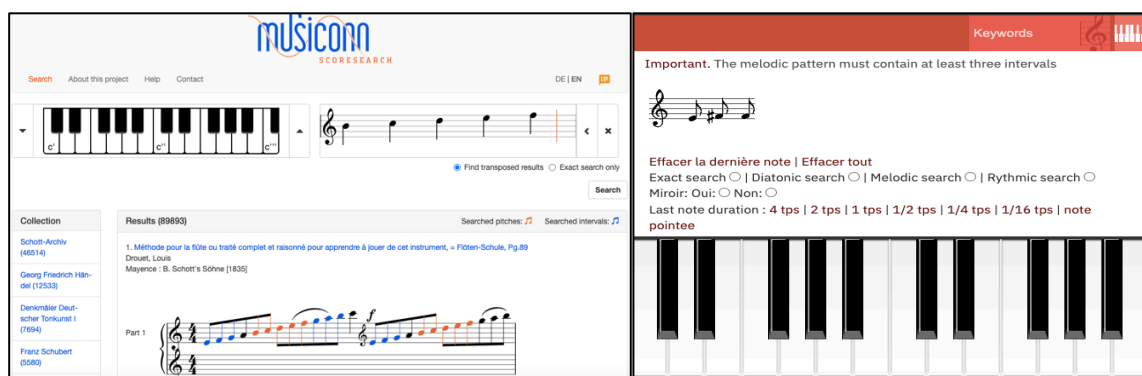 musiconn
SCORESEARCH
Search About this project Help Contact DE | EN
c' c'' c'''
Find transposed results Exact search only
Search
Collection
Schott-Archiv
(46514)
Georg Friedrich Hän-
del (12533)
Denkmäler Deut-
scher Tonkunst I
(7694)
Franz Schubert
(5580)
Results (89893) Searched pitches: Searched intervals:
1. Méthode pour la flûte ou traité complet et raisonné pour apprendre à jouer de cet instrument, = Flöten-Schule, Pg.89
Drouet, Louis
Mayence : B. Schott's Söhne [1835]
Part 1
f
Keywords
Important. The melodic pattern must contain at least three intervals
Effacer la dernière note | Effacer tout
Exact search | Diatonic search | Melodic search | Rythmic search
Miroir: Oui: Non:
Last note duration : 4 tps | 2 tps | 1 tps | 1/2 tps | 1/4 tps | 1/16 tps | note
pointee